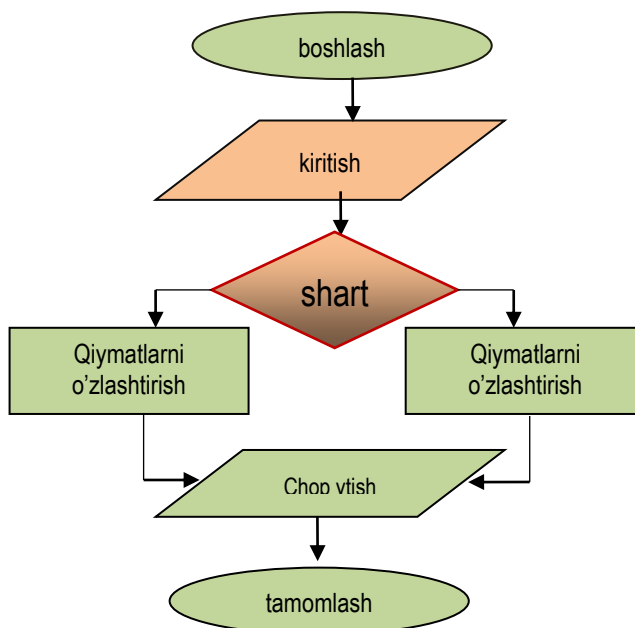 boshlash
kiritish
shart
Qiymatlarni
o’zlashtirish
Qiymatlarni
o’zlashtirish
Chop ytish
tamomlash